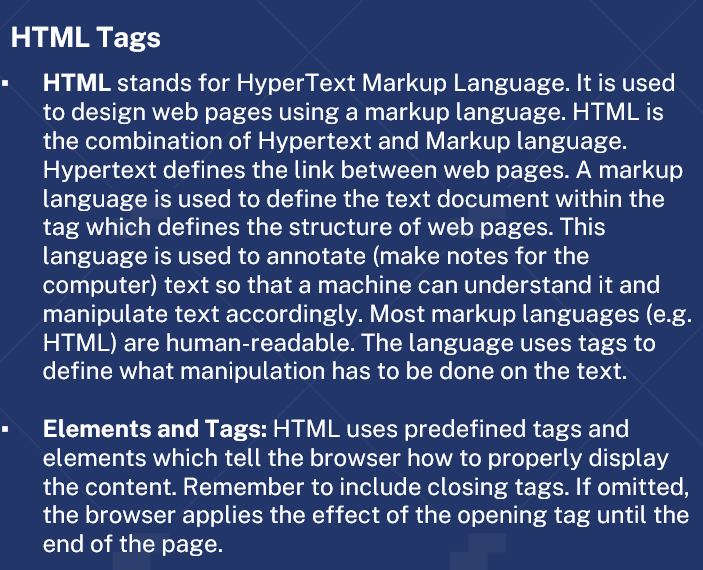 HTML Tags
▪ HTML stands for HyperText Markup Language. It is used
to design web pages using a markup language. HTML is
the combination of Hypertext and Markup language.
Hypertext defines the link between web pages. A markup
language is used to define the text document within the
tag which defines the structure of web pages. This
language is used to annotate (make notes for the
computer) text so that a machine can understand it and
manipulate text accordingly. Most markup languages (e.g.
HTML) are human-readable. The language uses tags to
define what manipulation has to be done on the text.
▪ Elements and Tags: HTML uses predefined tags and
elements which tell the browser how to properly display
the content. Remember to include closing tags. If omitted,
the browser applies the effect of the opening tag until the
end of the page.